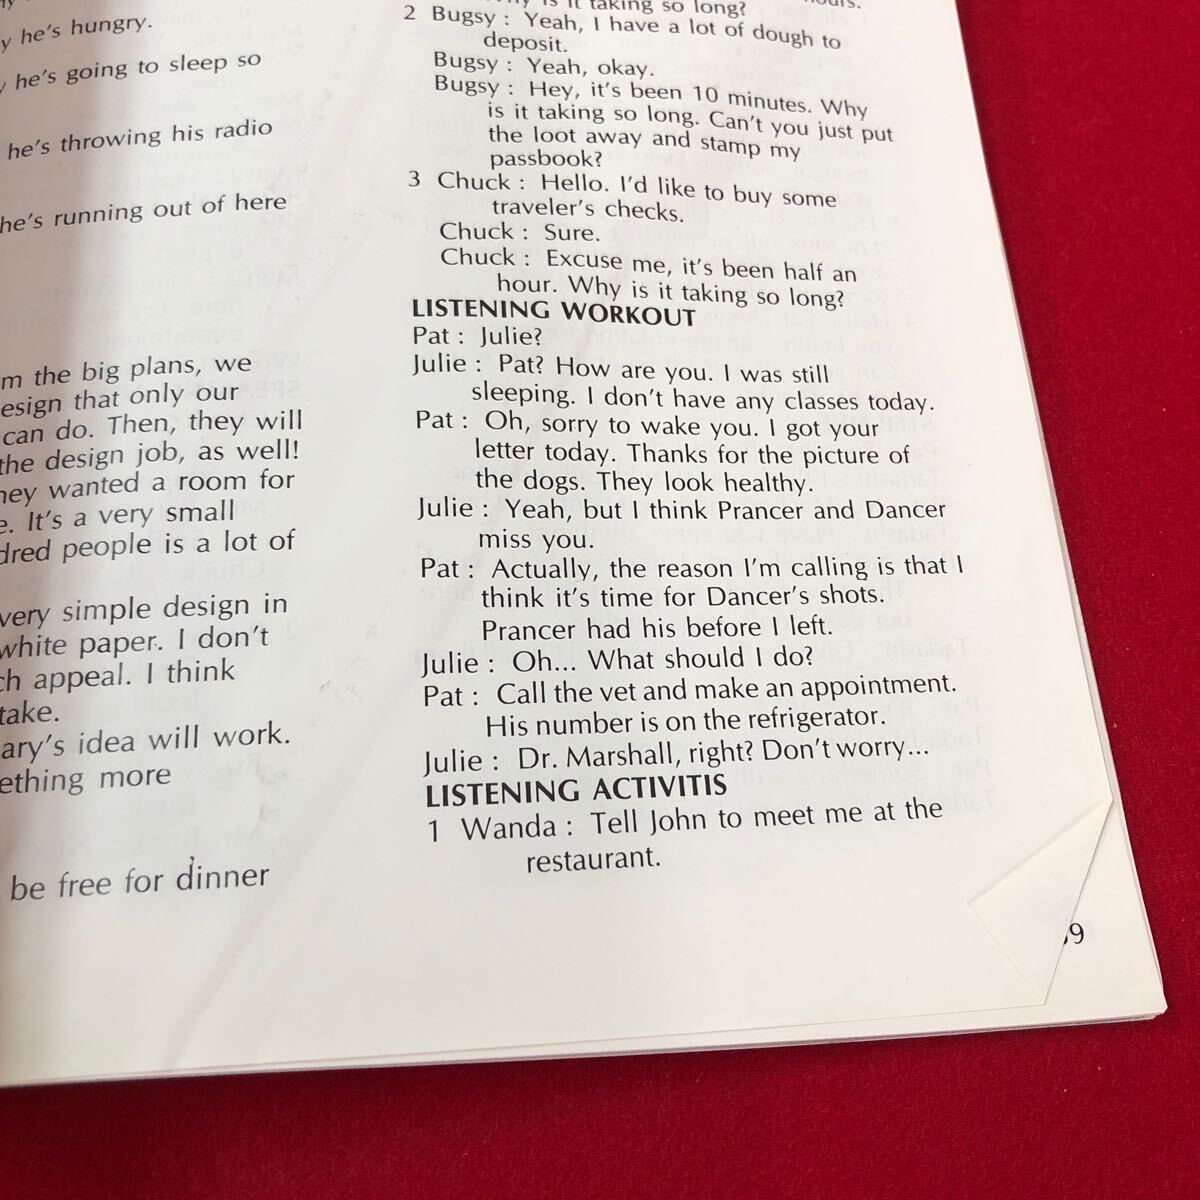 y he's hungry.
he's going to sleep so
he's throwing his radio
he's running out of here
m the big plans, we
esign that only our
can do. Then, they will
the design job, as well!
hey wanted a room for
e. It's a very small
dred people is a lot of
very simple design in
white paper. I don't
ch appeal. I think
take.
ary's idea will work.
ething more
be free for dinner
is it taking so long?
2 Bugsy : Yeah, I have a lot of dough to
deposit.
Bugsy : Yeah, okay.
Bugsy : Hey, it's been 10 minutes. Why
is it taking so long. Can't you just put
the loot away and stamp my
passbook?
3 Chuck : Hello. I'd like to buy some
traveler's checks.
Chuck : Sure.
Chuck : Excuse me, it's been half an
hour. Why is it taking so long?
LISTENING WORKOUT
Pat : Julie?
Julie : Pat? How are you. I was still
sleeping. I don't have any classes today.
Pat : Oh, sorry to wake you. I got your
letter today. Thanks for the picture of
the dogs. They look healthy.
Julie : Yeah, but I think Prancer and Dancer
miss you.
Pat : Actually, the reason I'm calling is that I
think it's time for Dancer's shots.
Prancer had his before I left.
Julie : Oh... What should I do?
Pat : Call the vet and make an appointment.
His number is on the refrigerator.
Julie : Dr. Marshall, right? Don't worry...
LISTENING ACTIVITIS
1 Wanda : Tell John to meet me at the
restaurant.
9